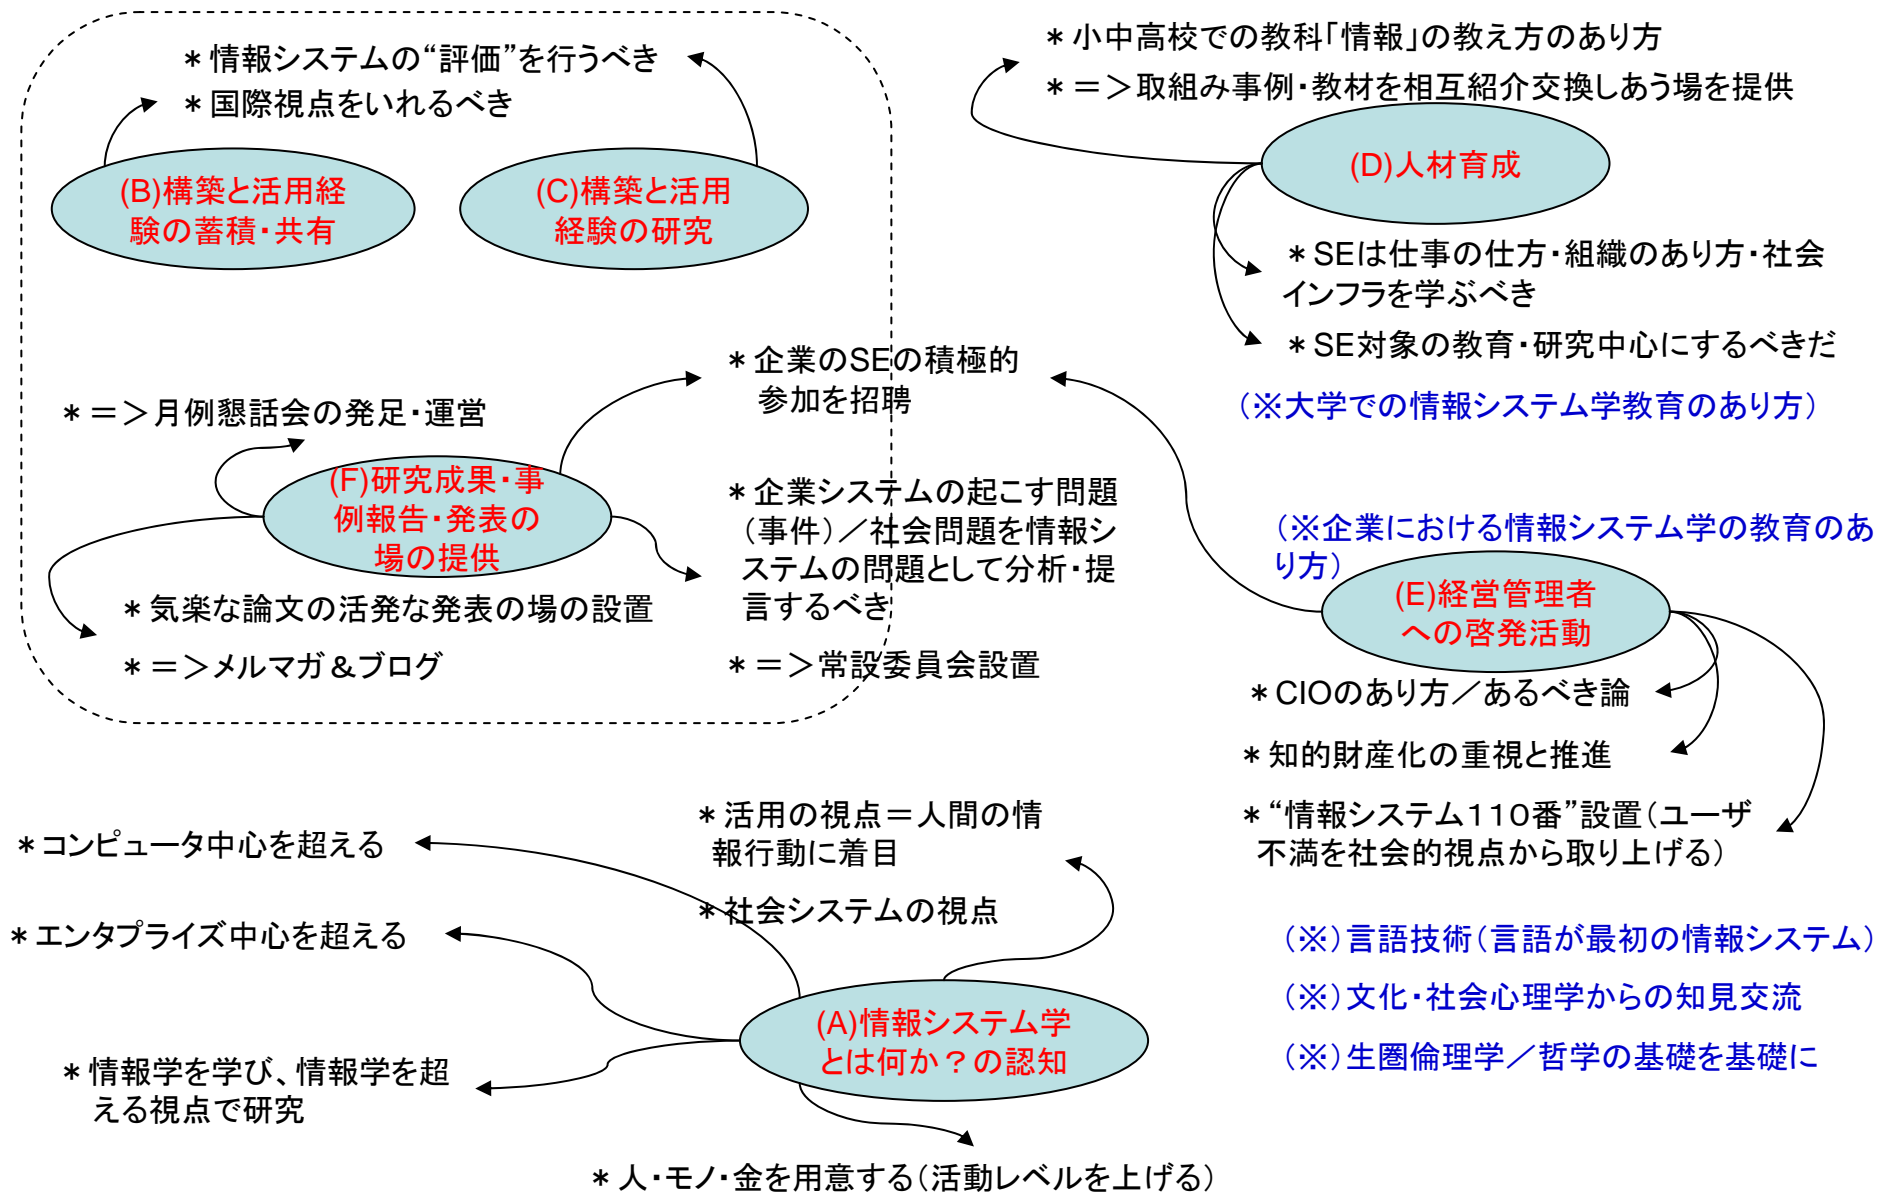 ＊情報システムの“評価”を行うべき
＊国際視点をいれるべき
(B)構築と活用経
験の蓄積・共有
(C)構築と活用
経験の研究
＊小中高校での教科「情報」の教え方のあり方
＊＝＞取組み事例・教材を相互紹介交換しあう場を提供
(D)人材育成
＊SEは仕事の仕方・組織のあり方・社会
インフラを学ぶべき
＊SE対象の教育・研究中心にするべきだ
（※大学での情報システム学教育のあり方）
＊企業のSEの積極的
参加を招聘
＊＝＞月例懇話会の発足・運営
(F)研究成果・事
例報告・発表の
場の提供
＊企業システムの起こす問題
（事件）／社会問題を情報シ
ステムの問題として分析・提
言するべき
＊気楽な論文の活発な発表の場の設置
＊＝＞メルマガ＆ブログ
＊＝＞常設委員会設置
（※企業における情報システム学の教育のあ
り方）
(E)経営管理者
への啓発活動
＊CIOのあり方／あるべき論
＊知的財産化の重視と推進
＊“情報システム１１０番”設置（ユーザ
不満を社会的視点から取り上げる）
＊活用の視点＝人間の情
報行動に着目
＊社会システムの視点
＊コンピュータ中心を超える
＊エンタプライズ中心を超える
(A)情報システム学
とは何か？の認知
＊情報学を学び、情報学を超
える視点で研究
＊人・モノ・金を用意する（活動レベルを上げる）
（※）言語技術（言語が最初の情報システム）
（※）文化・社会心理学からの知見交流
（※）生圏倫理学／哲学の基礎を基礎に